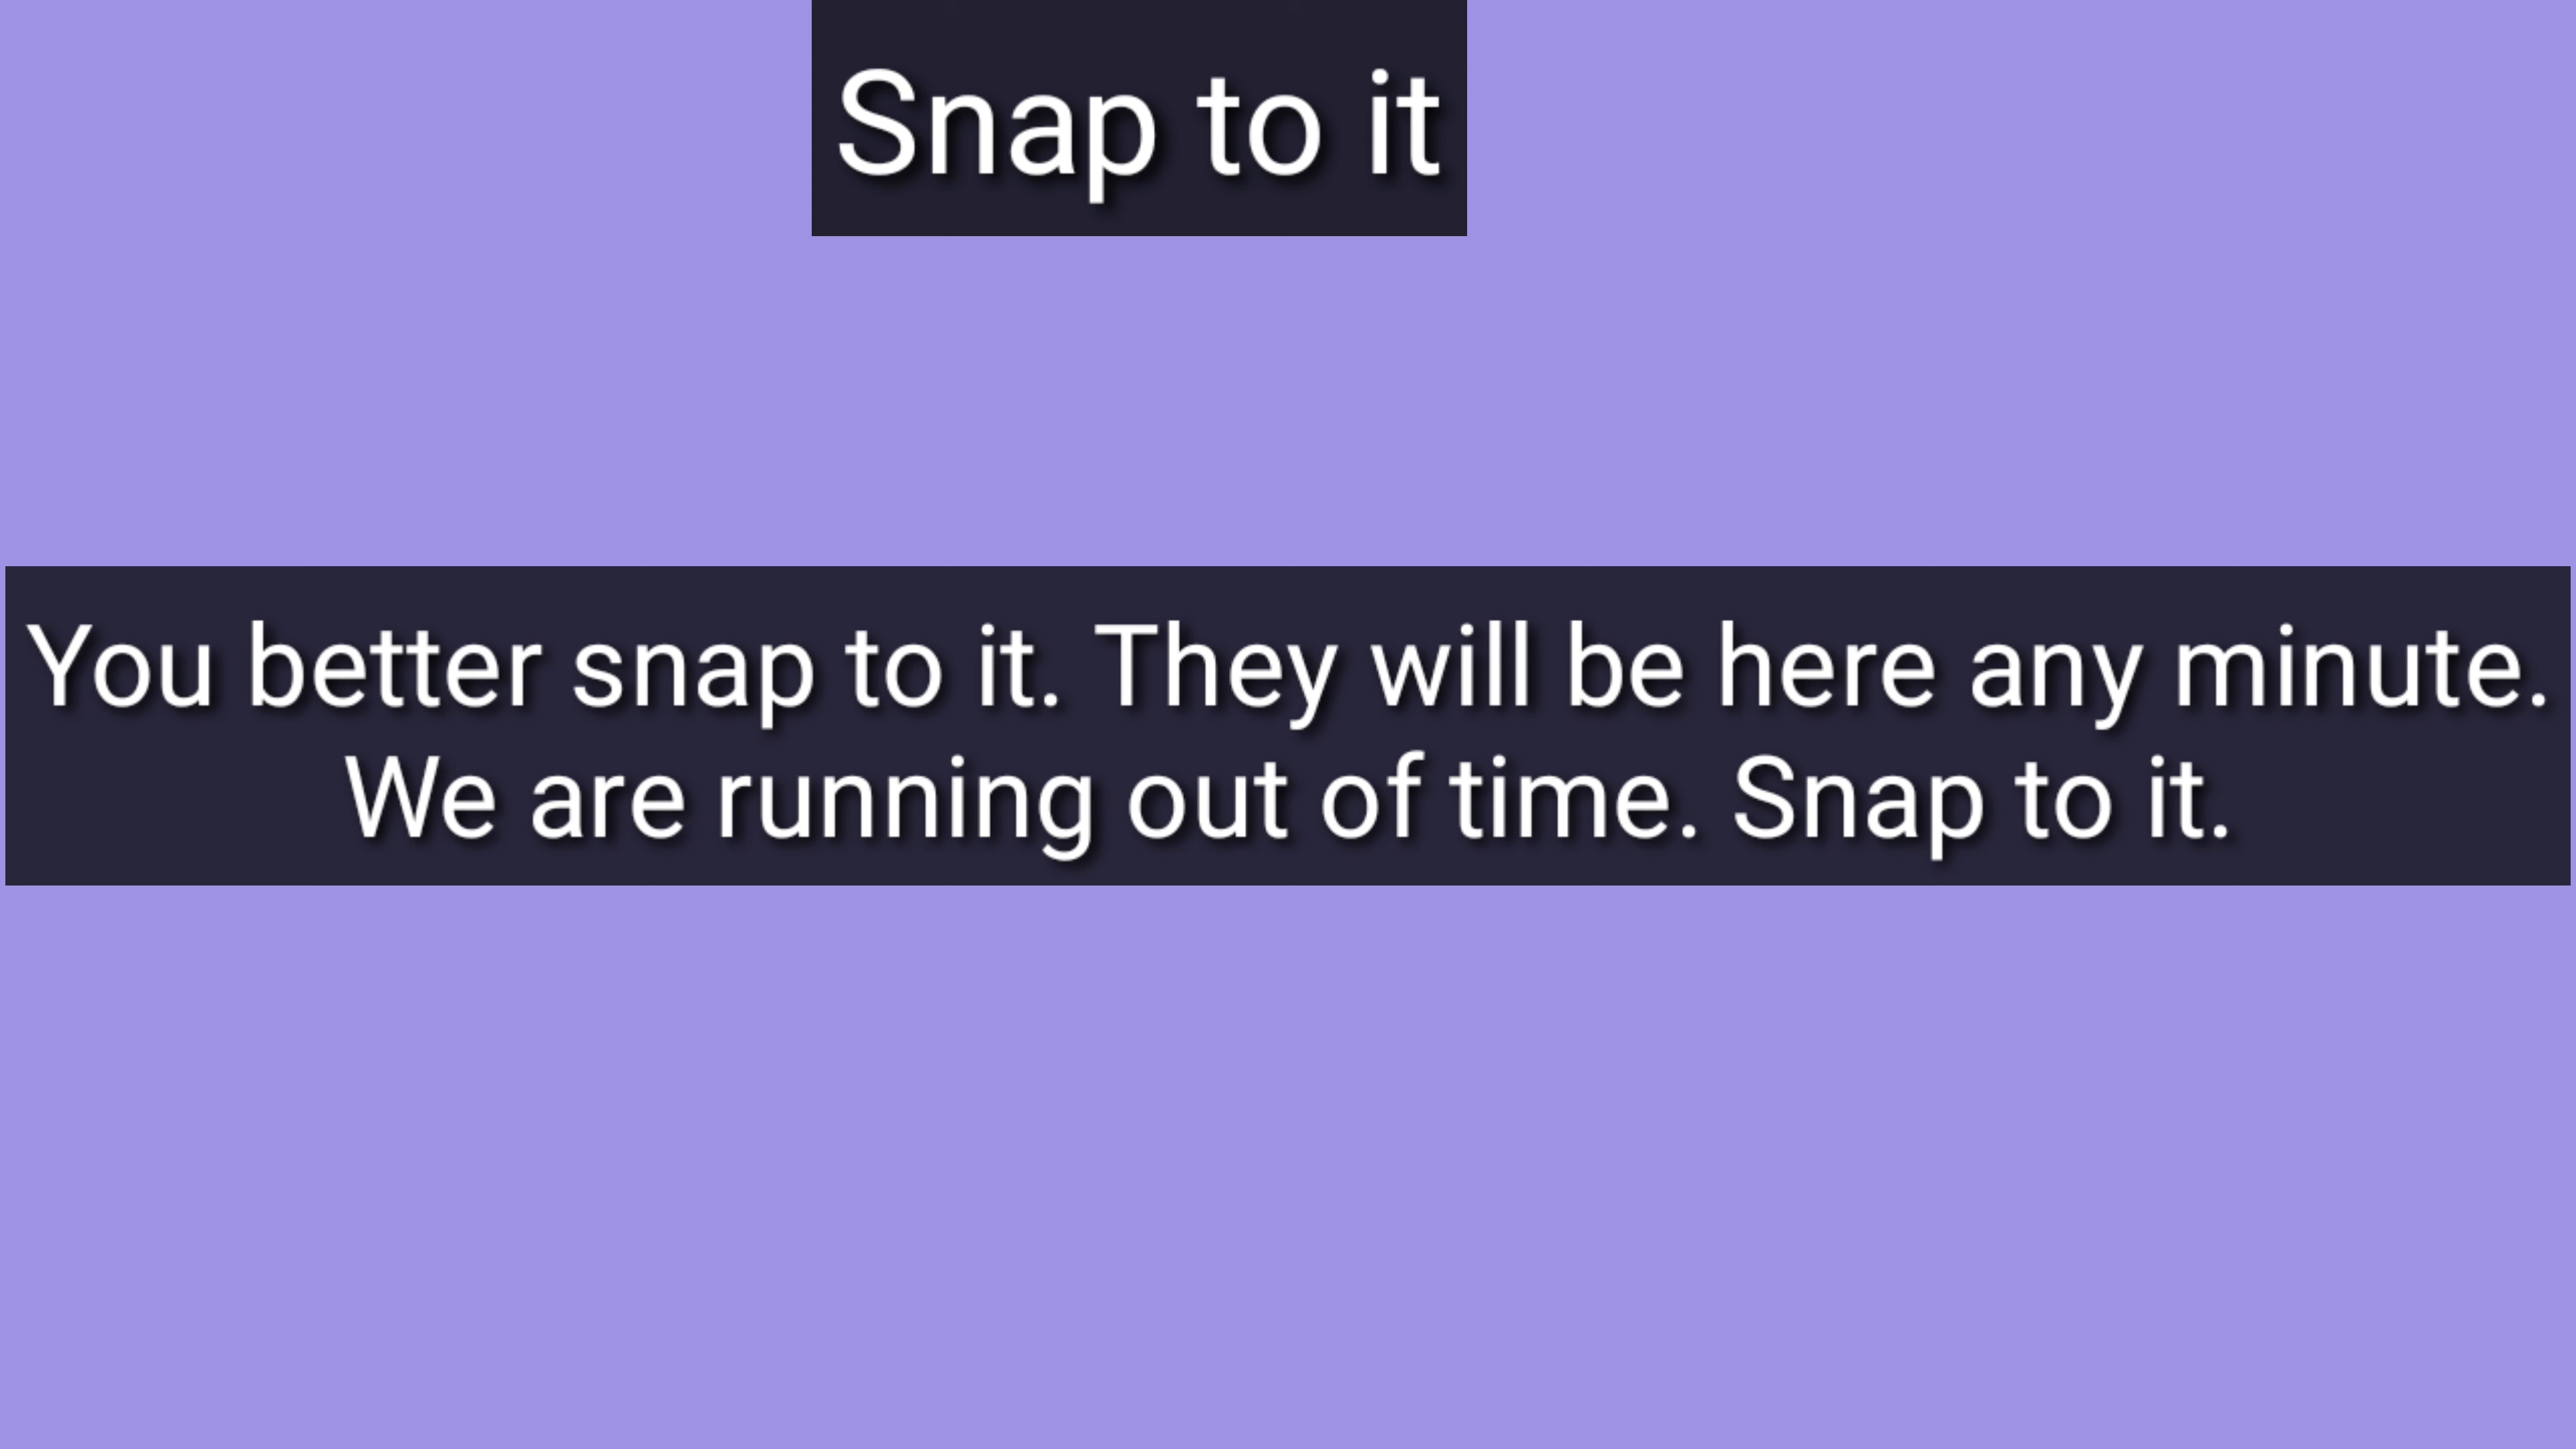 Snap to it
You better snap to it. They will be here any minute.
We are running out of time. Snap to it.